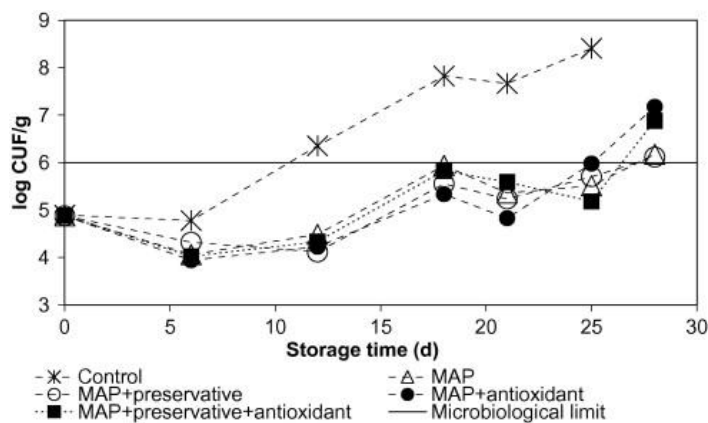 9
8
7
6
5
4
3
log CUF/g
0 5 10 15 20 25 30
Storage time (d)
Control MAP
MAP+preservative MAP+antioxidant
MAP+preservative+antioxidant Microbiological limit